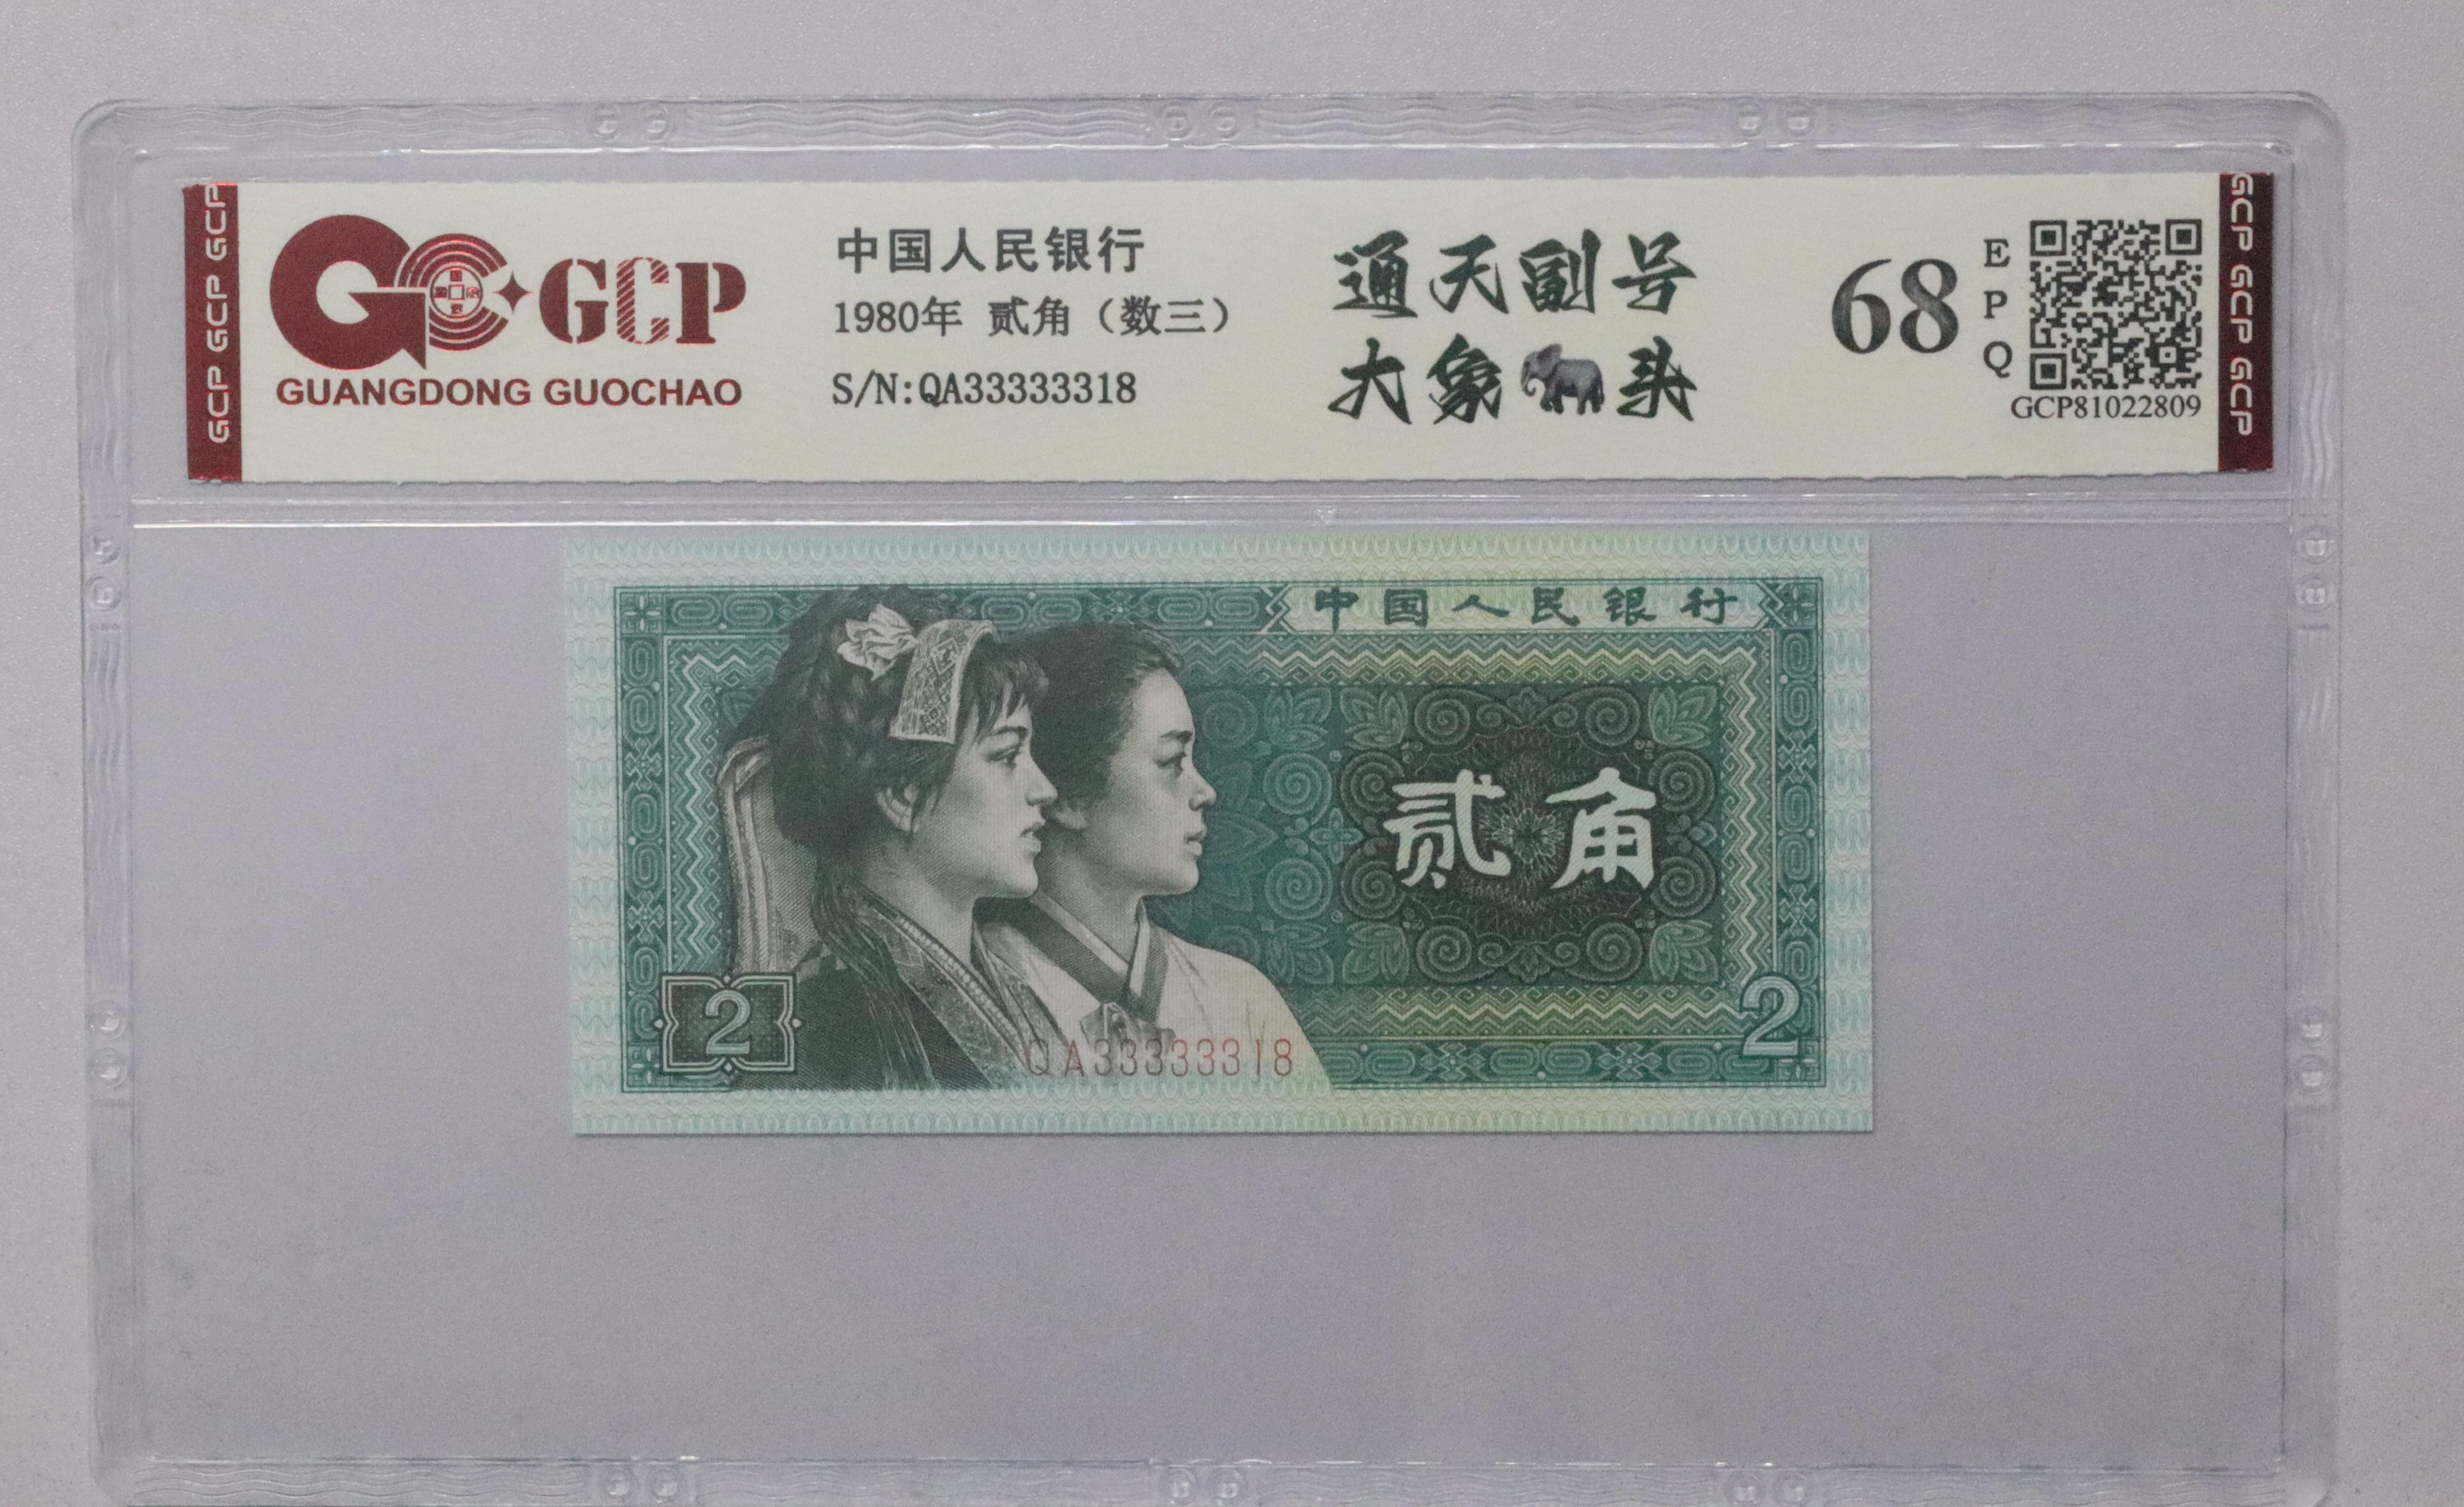 GCP GCP GCP
GCP
GUANGDONG GUOCHAO
中国人民银行
1980年 贰角（数三）
S/N:QA33333318
通天副号
大象头
68
EPQ
GCP81022809
GCP GCP GCP
中国人民银行
贰角
2
2
QA33333318